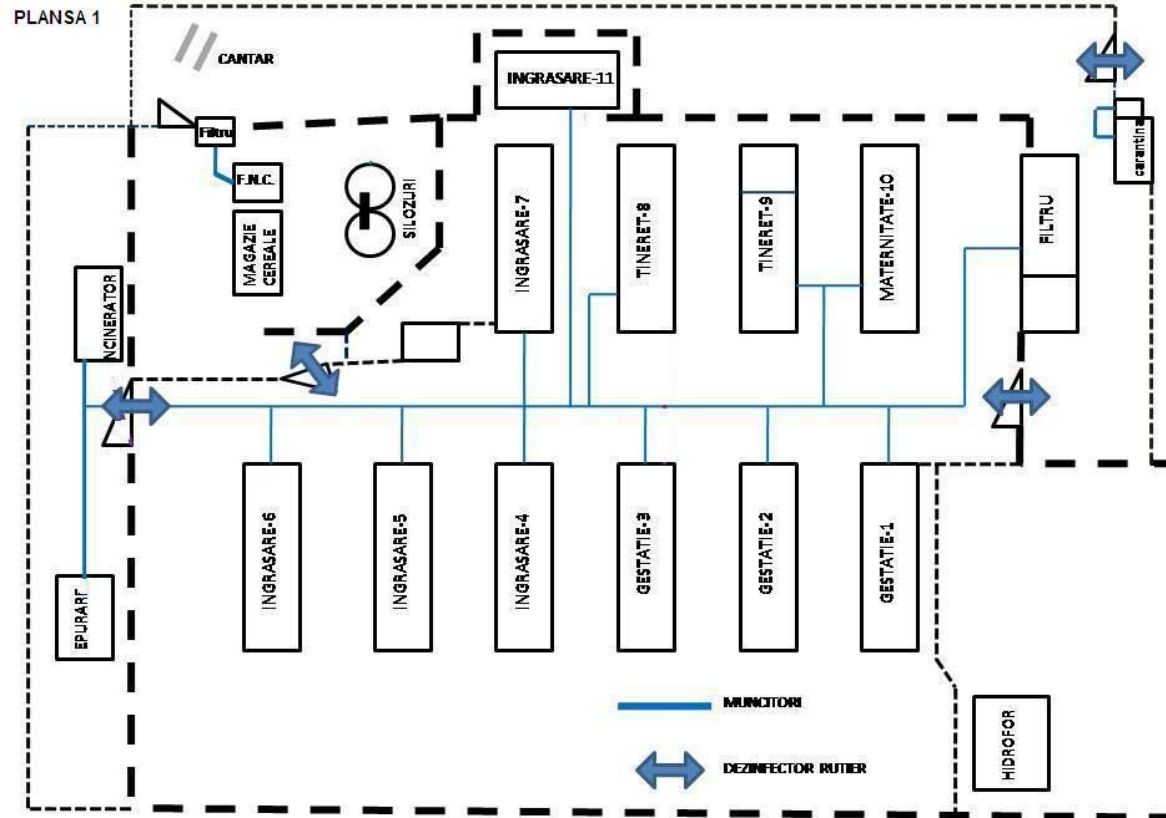 PLANSA 1
CANTAR
INGRASARE-11
Filtru
F.N.C.
MAGAZIE
CEREALE
SILOZURI
INGRASARE-7
TINERET-8
TINERET-9
MATERNITATE-10
FILTRU
carantina
INCINERATOR
EPURARE
INGRASARE-6
INGRASARE-5
INGRASARE-4
GESTATIE-3
GESTATIE-2
GESTATIE-1
HIDROFOR
MUNCITORI
DEZINFECTOR RUTIER